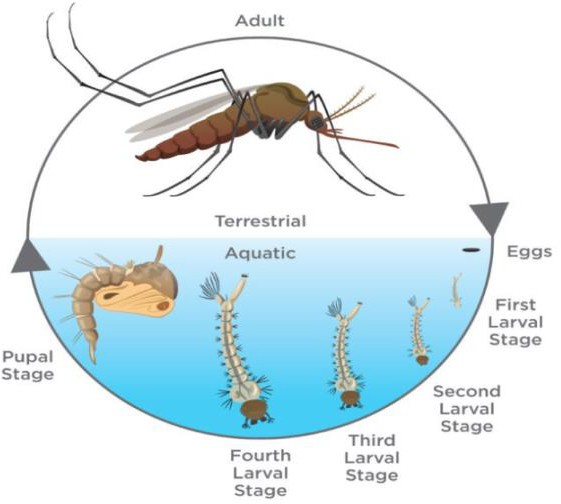 Adult
Terrestrial
Aquatic
Eggs
First
Larval
Stage
Second
Larval
Stage
Third
Larval
Stage
Fourth
Larval
Stage
Pupal
Stage